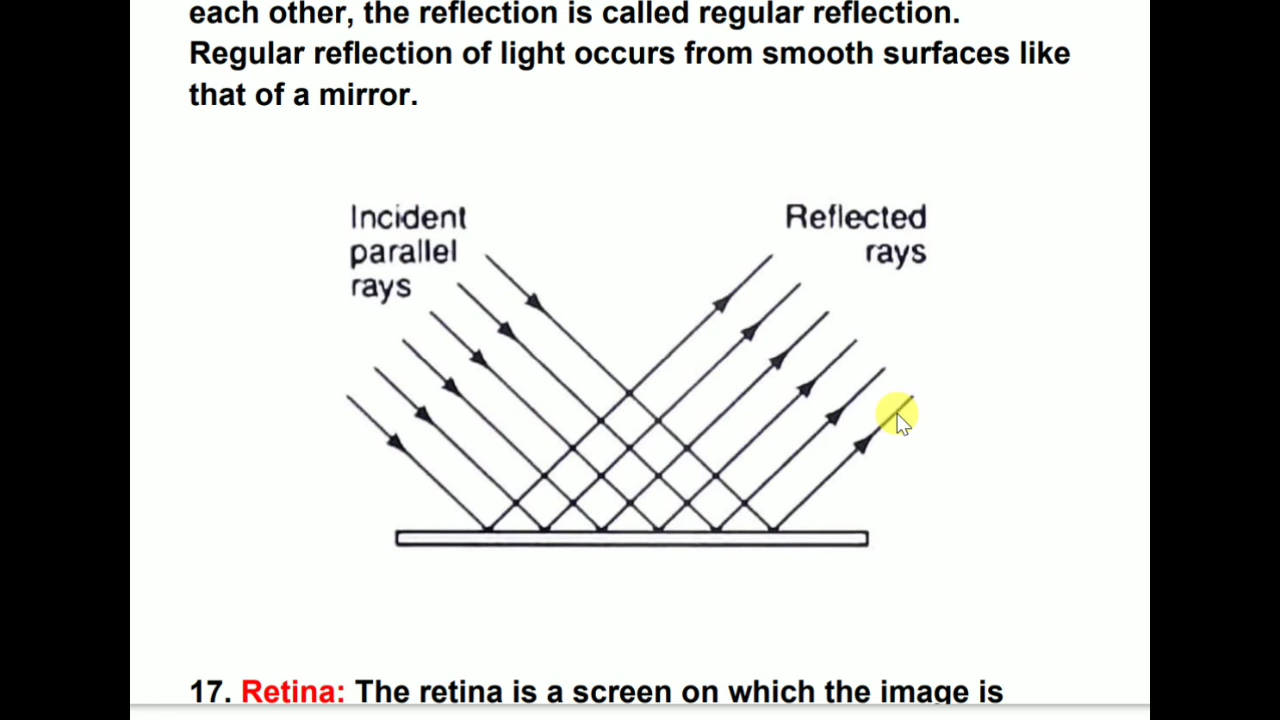 each other, the reflection is called regular reflection.
Regular reflection of light occurs from smooth surfaces like
that of a mirror.
Incident
parallel
rays
Reflected
rays
17. Retina: The retina is a screen on which the image is